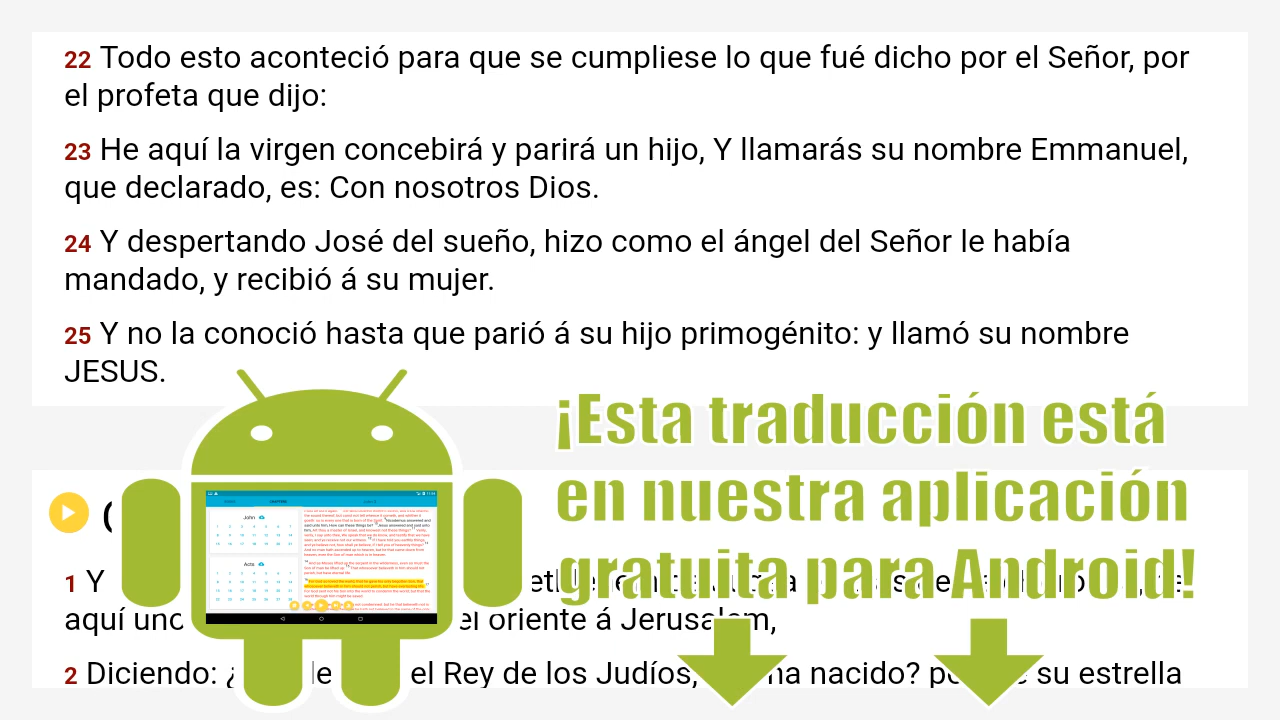 22 Todo esto aconteció para que se cumpliese lo que fué dicho por el Señor, por
el profeta que dijo:
23 He aquí la virgen concebirá y parirá un hijo, Y llamarás su nombre Emmanuel,
que declarado, es: Con nosotros Dios.
24 Y despertando José del sueño, hizo como el ángel del Señor le había
mandado, y recibió á su mujer.
25 Y no la conoció hasta que parió á su hijo primogénito: y llamó su nombre
JESUS.
¡Esta traducción está
en nuestra aplicación
gratuita para Android!
John
Acts
1 Y
aquí el oriente á Jerusalem,
2 Diciendo: el Rey de los Judíos, ha nacido? su estrella